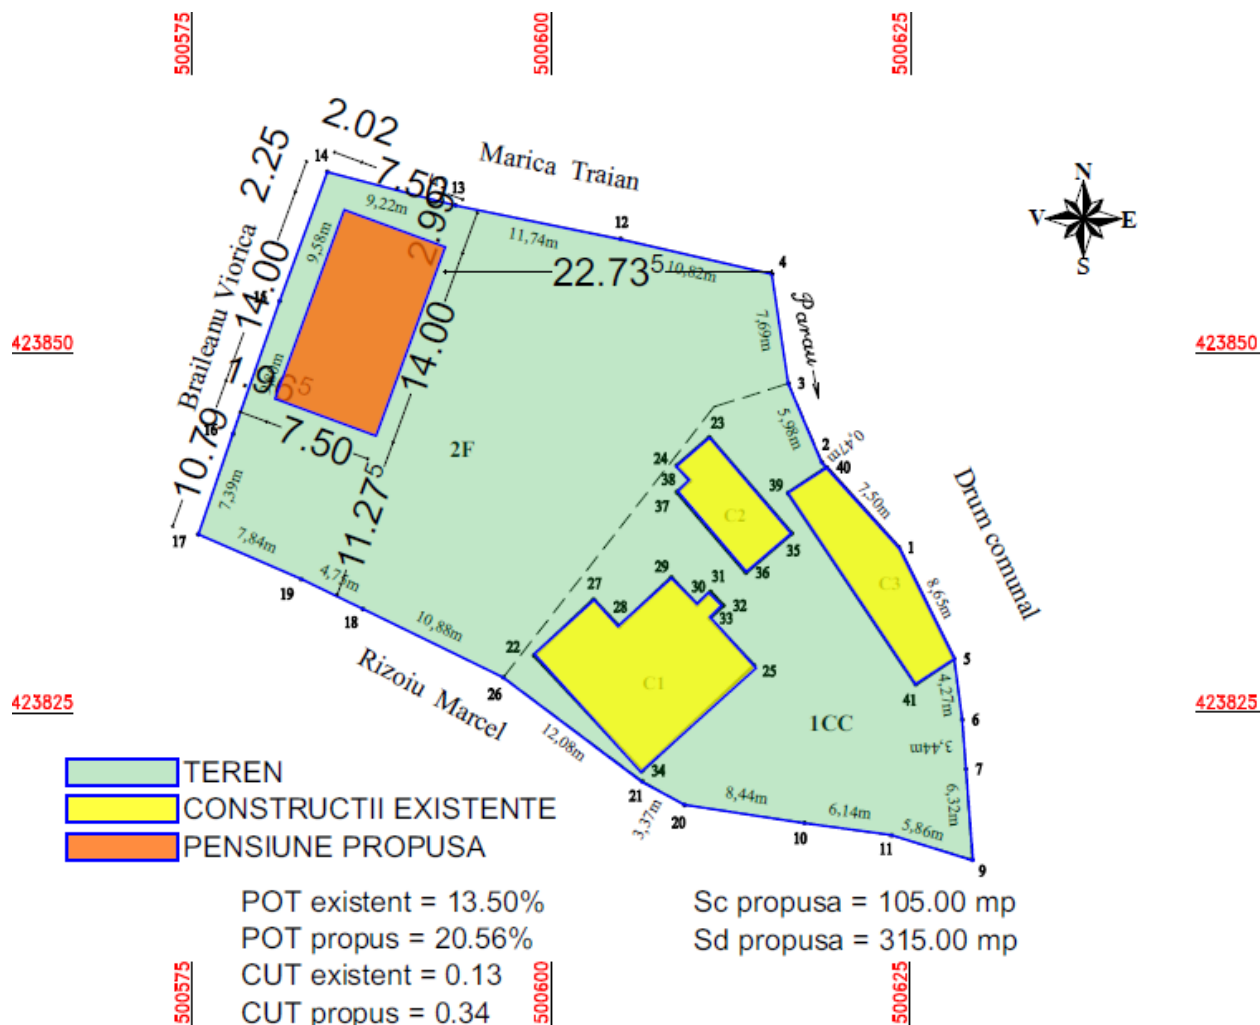 500575
500600
500625
2.02
2.25
14
7.56
13
Marica Traian
9,22m
2.99⁵
11,74m
12
10,82m
4
22.73⁵
N
V
E
S
9,58m
14.00
Braileanu Viorica
Parau
7,69m
423850
423850
14.00
3
1.96⁵
7.50
10.79
16
2F
5,98m
23
2
0,47m
40
24
38
37
39
7,50m
C2
7,39m
11.27⁵
35
1
36
Drum comunal
17
7,84m
19
4,75m
18
10,88m
29
31
30
32
33
27
28
C3
8,65m
22
25
5
C1
41
4,27m
26
Rizoiu Marcel
1CC
6
423825
423825
12,08m
3,44m
7
34
21
3,37m
20
8,44m
10
6,14m
11
5,86m
6,32m
9
TEREN
CONSTRUCTII EXISTENTE
PENSIUNE PROPUSA
POT existent = 13.50%
POT propus = 20.56%
CUT existent = 0.13
CUT propus = 0.34
Sc propusa = 105.00 mp
Sd propusa = 315.00 mp
500575
500600
500625